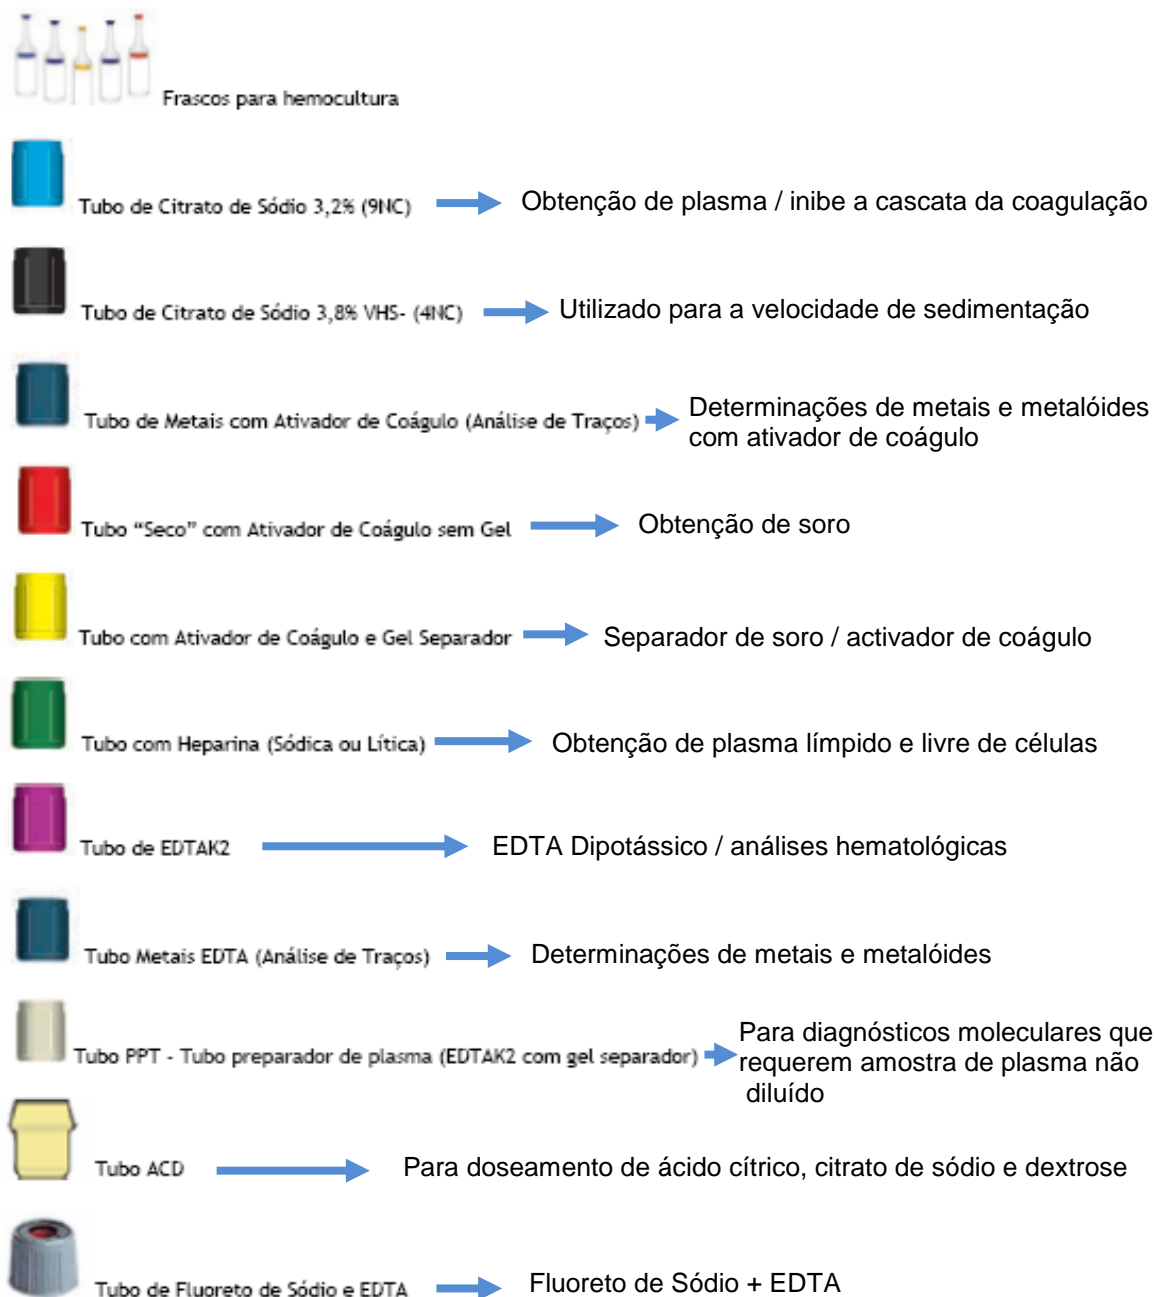 Frascos para hemocultura
Tubo de Citrato de Sódio 3,2% (9NC)
Obtenção de plasma / inibe a cascata da coagulação
Tubo de Citrato de Sódio 3,8% VHS- (4NC)
Utilizado para a velocidade de sedimentação
Tubo de Metais com Ativador de Coágulo (Análise de Traços)
Determinações de metais e metalóides
com ativador de coágulo
Tubo “Seco” com Ativador de Coágulo sem Gel
Obtenção de soro
Tubo com Ativador de Coágulo e Gel Separador
Separador de soro / activador de coágulo
Tubo com Heparina (Sódica ou Lítica)
Obtenção de plasma límpido e livre de células
Tubo de EDTAK2
EDTA Dipotássico / análises hematológicas
Tubo Metais EDTA (Análise de Traços)
Determinações de metais e metalóides
Tubo PPT - Tubo preparador de plasma (EDTAK2 com gel separador)
Para diagnósticos moleculares que
requerem amostra de plasma não
diluído
Tubo ACD
Para doseamento de ácido cítrico, citrato de sódio e dextrose
Tubo de Fluoreto de Sódio e EDTA
Fluoreto de Sódio + EDTA